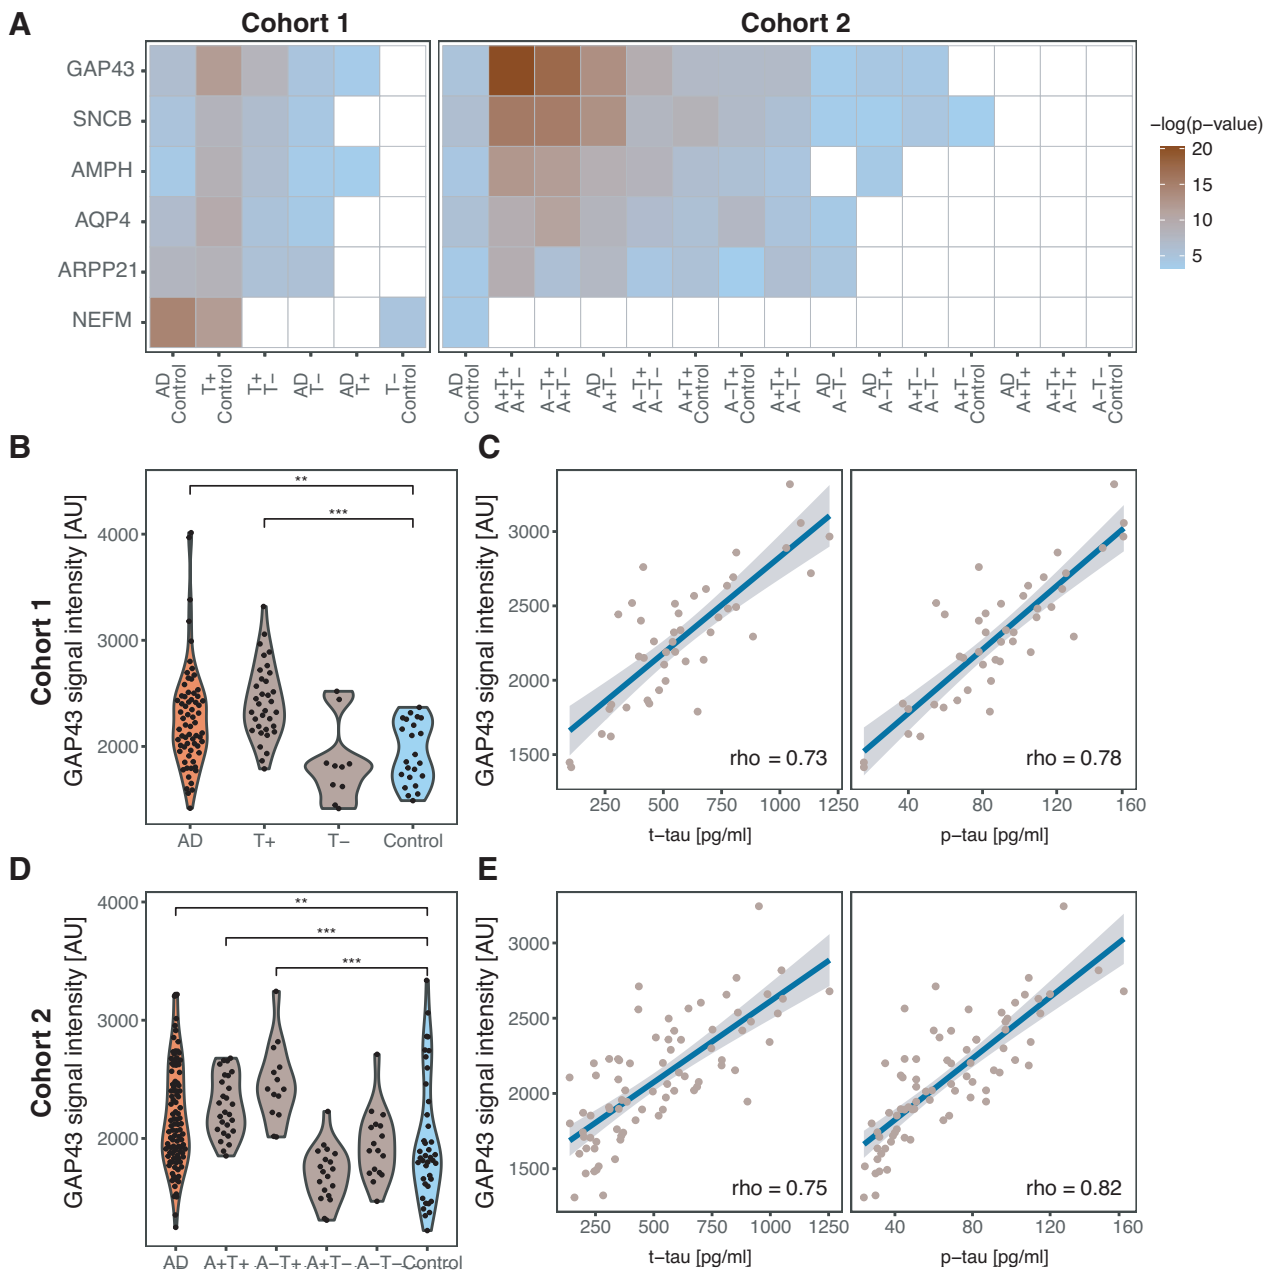 A
Cohort 1
Cohort 2
GAP43
SNCB
AMPH
AQP4
ARPP21
NEFM
−log(p−value)
20
15
10
5
AD
Control
T+
Control
T+
T−
AD
T−
AD
T+
T−
Control
AD
Control
A+T+
A+T−
A−T+
A+T−
AD
A+T−
A−T+
A−T−
A+T+
Control
A−T+
Control
A+T+
A−T−
AD
A−T−
AD
A−T+
A+T−
A−T−
A+T−
Control
AD
A+T+
A+T+
A−T+
A−T−
Control
B
Cohort 1
GAP43 signal intensity [AU]
4000
3000
2000
**
***
AD
T+
T−
Control
C
GAP43 signal intensity [AU]
3000
2500
2000
1500
rho = 0.73
250
500
750
1000
1250
t−tau [pg/ml]
rho = 0.78
40
80
120
160
p−tau [pg/ml]
D
Cohort 2
GAP43 signal intensity [AU]
4000
3000
2000
**
***
***
AD
A+T+
A−T+
A+T−
A−T−
Control
E
GAP43 signal intensity [AU]
3000
2500
2000
1500
rho = 0.75
250
500
750
1000
1250
t−tau [pg/ml]
rho = 0.82
40
80
120
160
p−tau [pg/ml]